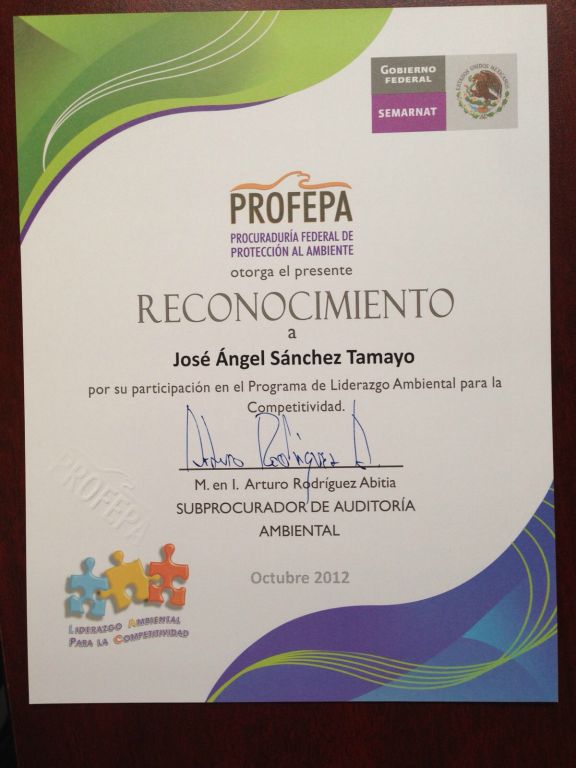 GOBIERNO
FEDERAL
SEMARNAT
ESTADOS UNIDOS MEXICANOS
PROFEPA
PROCURADURÍA FEDERAL DE
PROTECCIÓN AL AMBIENTE
otorga el presente
RECONOCIMIENTO
a
José Ángel Sánchez Tamayo
por su participación en el Programa de Liderazgo Ambiental para la
Competitividad.
Arturo Rodríguez A.
M. en I. Arturo Rodríguez Abitia
SUBPROCURADOR DE AUDITORÍA
AMBIENTAL
PROFEPA
Octubre 2012
LIDERAZGO AMBIENTAL
PARA LA COMPETITIVIDAD